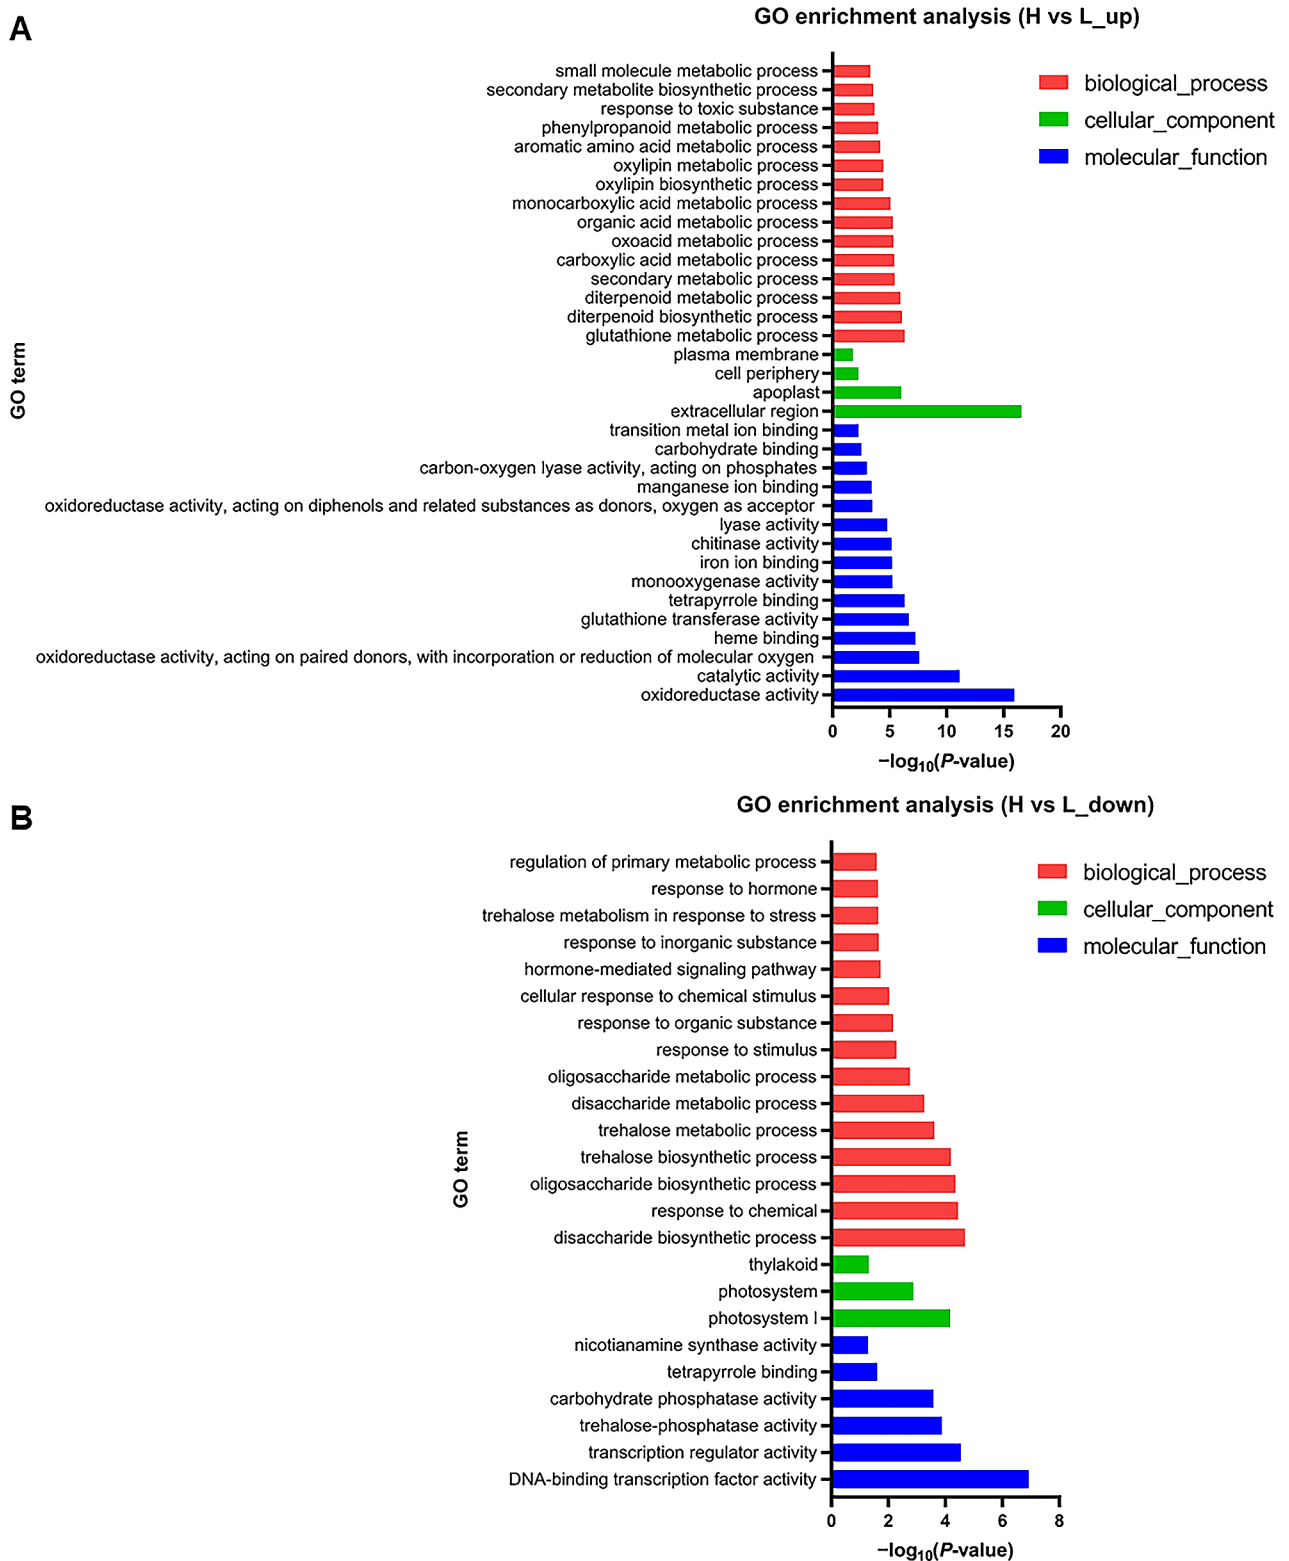 A
GO enrichment analysis (H vs L_up)
small molecule metabolic process
secondary metabolite biosynthetic process
response to toxic substance
phenylpropanoid metabolic process
aromatic amino acid metabolic process
oxylipin metabolic process
oxylipin biosynthetic process
monocarboxylic acid metabolic process
organic acid metabolic process
oxoacid metabolic process
carboxylic acid metabolic process
secondary metabolic process
diterpenoid metabolic process
diterpenoid biosynthetic process
glutathione metabolic process
plasma membrane
cell periphery
apoplast
extracellular region
transition metal ion binding
carbohydrate binding
carbon-oxygen lyase activity, acting on phosphates
manganese ion binding
oxidoreductase activity, acting on diphenols and related substances as donors, oxygen as acceptor
lyase activity
chitinase activity
iron ion binding
monooxygenase activity
tetrapyrrole binding
glutathione transferase activity
heme binding
oxidoreductase activity, acting on paired donors, with incorporation or reduction of molecular oxygen
catalytic activity
oxidoreductase activity
GO term
biological_process
cellular_component
molecular_function
0 5 10 15 20
−log10(P-value)
B
GO enrichment analysis (H vs L_down)
regulation of primary metabolic process
response to hormone
trehalose metabolism in response to stress
response to inorganic substance
hormone-mediated signaling pathway
cellular response to chemical stimulus
response to organic substance
response to stimulus
oligosaccharide metabolic process
disaccharide metabolic process
trehalose metabolic process
trehalose biosynthetic process
oligosaccharide biosynthetic process
response to chemical
disaccharide biosynthetic process
thylakoid
photosystem
photosystem I
nicotianamine synthase activity
tetrapyrrole binding
carbohydrate phosphatase activity
trehalose-phosphatase activity
transcription regulator activity
DNA-binding transcription factor activity
GO term
biological_process
cellular_component
molecular_function
0 2 4 6 8
−log10(P-value)